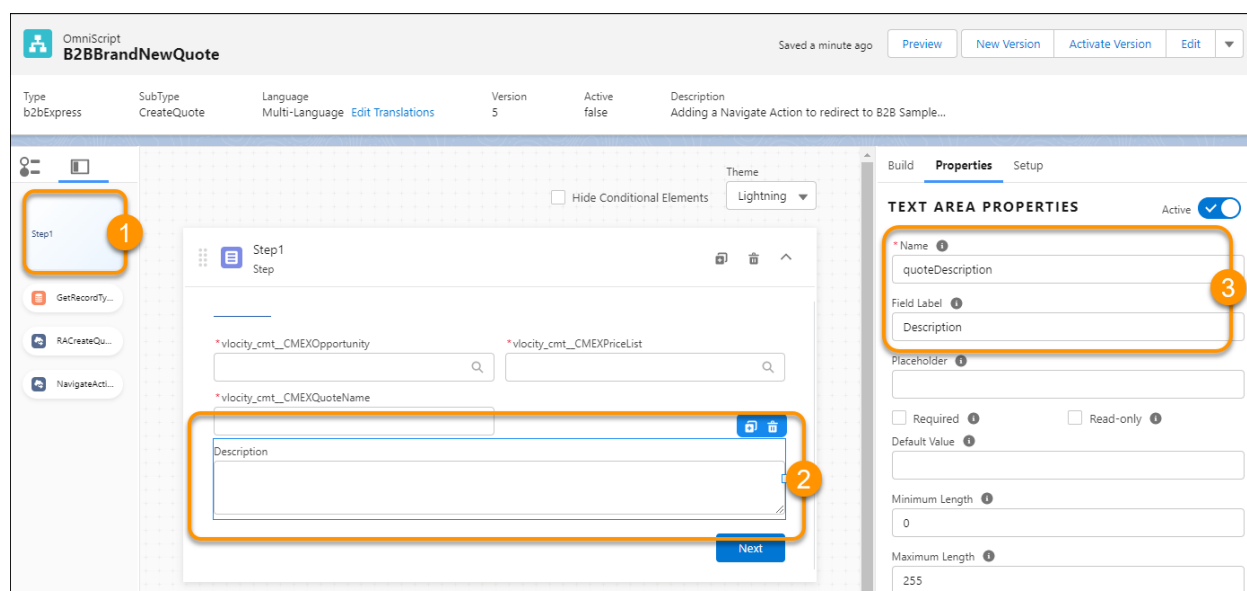 OmniScript
B2BBrandNewQuote
Saved a minute ago
Preview
New Version
Activate Version
Edit
Type
SubType
Language
Version
Active
Description
b2bExpress
CreateQuote
Multi-Language Edit Translations
5
false
Adding a Navigate Action to redirect to B2B Sample...
Step1
1
GetRecordTy...
RACreateQu...
NavigateActi...
Theme
Hide Conditional Elements
Lightning
Step1
Step
*vlocity_cmt__CMEXOpportunity
*vlocity_cmt__CMEXPriceList
*vlocity_cmt__CMEXQuoteName
Description
2
Next
Build
Properties
Setup
TEXT AREA PROPERTIES
Active
*Name
quoteDescription
3
Field Label
Description
Placeholder
Required
Read-only
Default Value
Minimum Length
0
Maximum Length
255